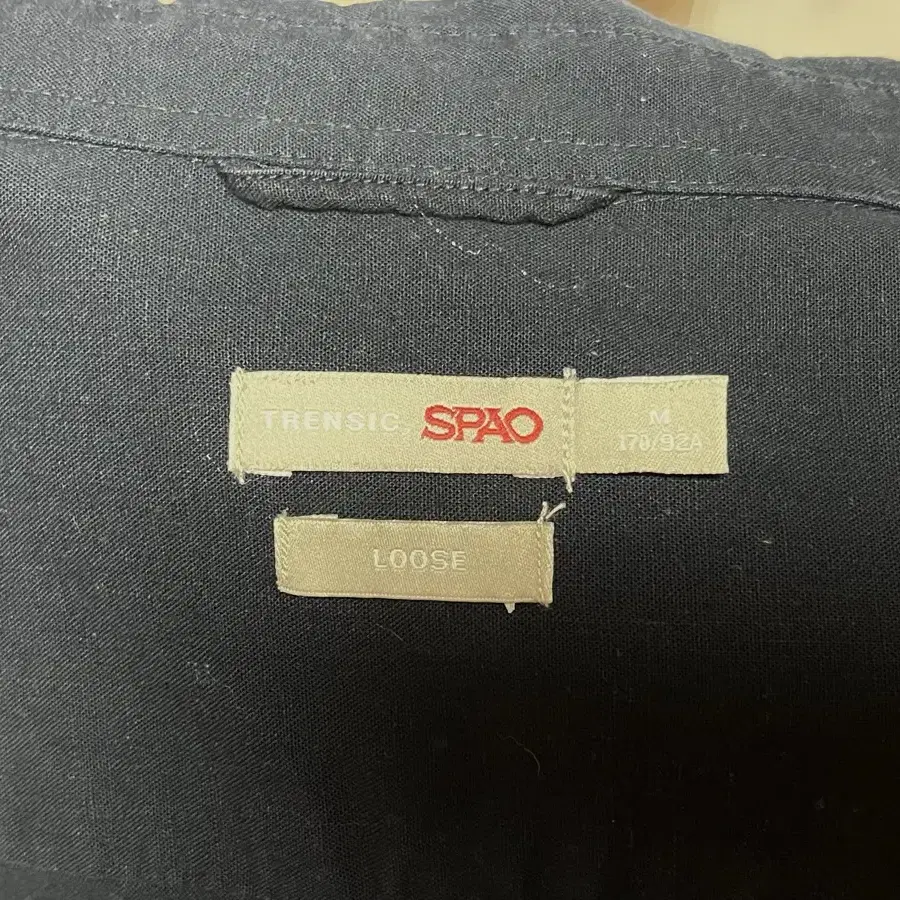 TRENSIC SPAO
M
170/92A
LOOSE